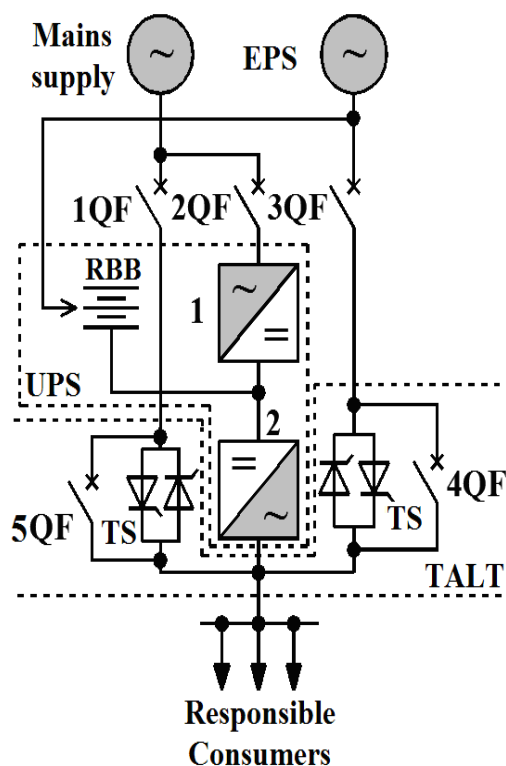 Mains
supply
~
EPS
~
1QF
2QF
3QF
RBB
~
=
1
UPS
2
=
~
5QF
TS
TS
4QF
TALT
Responsible
Consumers